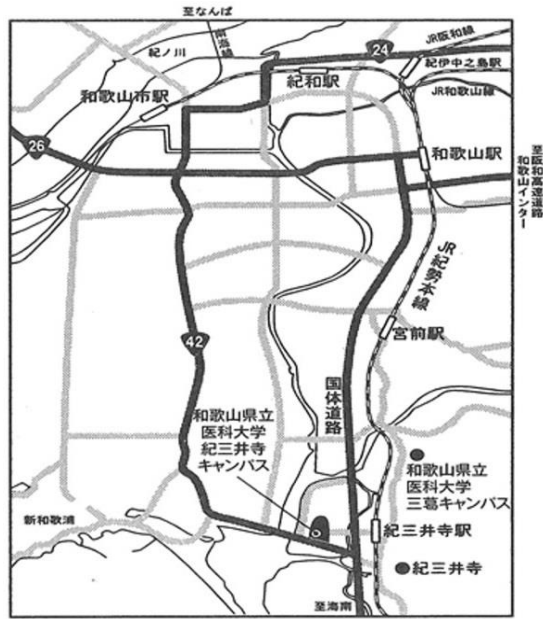 至なんば
24
JR阪和線
紀ノ川
南海線
紀伊中之島駅
紀和駅
JR和歌山線
和歌山市駅
26
和歌山駅
至阪和高速道路
和歌山インター
JR紀勢本線
42
宮前駅
国体道路
和歌山県立
医科大学
紀三井寺
キャンパス
和歌山県立
医科大学
三葛キャンパス
新和歌浦
紀三井寺駅
紀三井寺
至海南